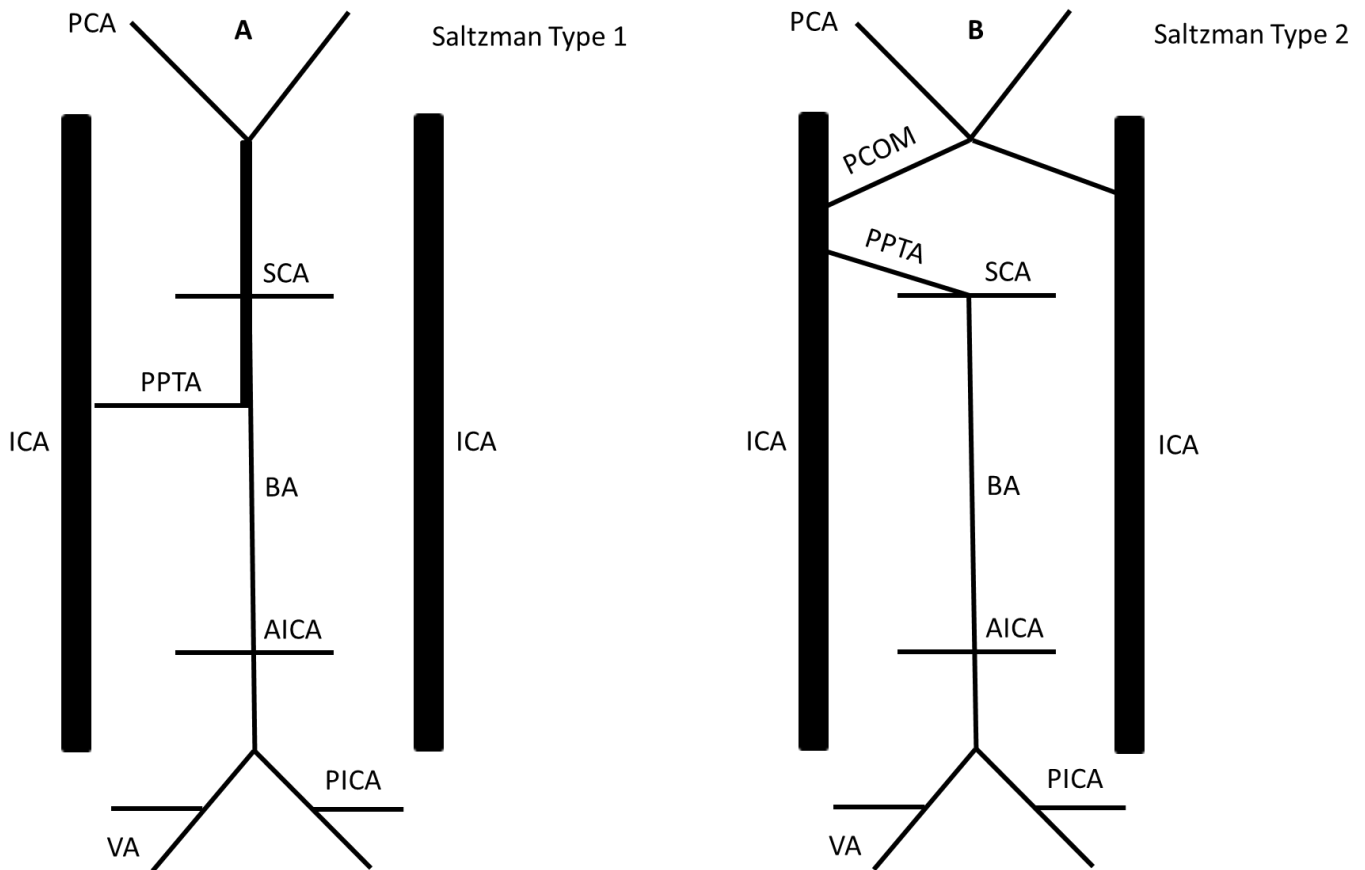 PCA
A
Saltzman Type 1
SCA
PPTA
ICA
ICA
BA
AICA
PICA
VA
PCA
B
Saltzman Type 2
PCOM
PPTA
SCA
ICA
ICA
BA
AICA
PICA
VA